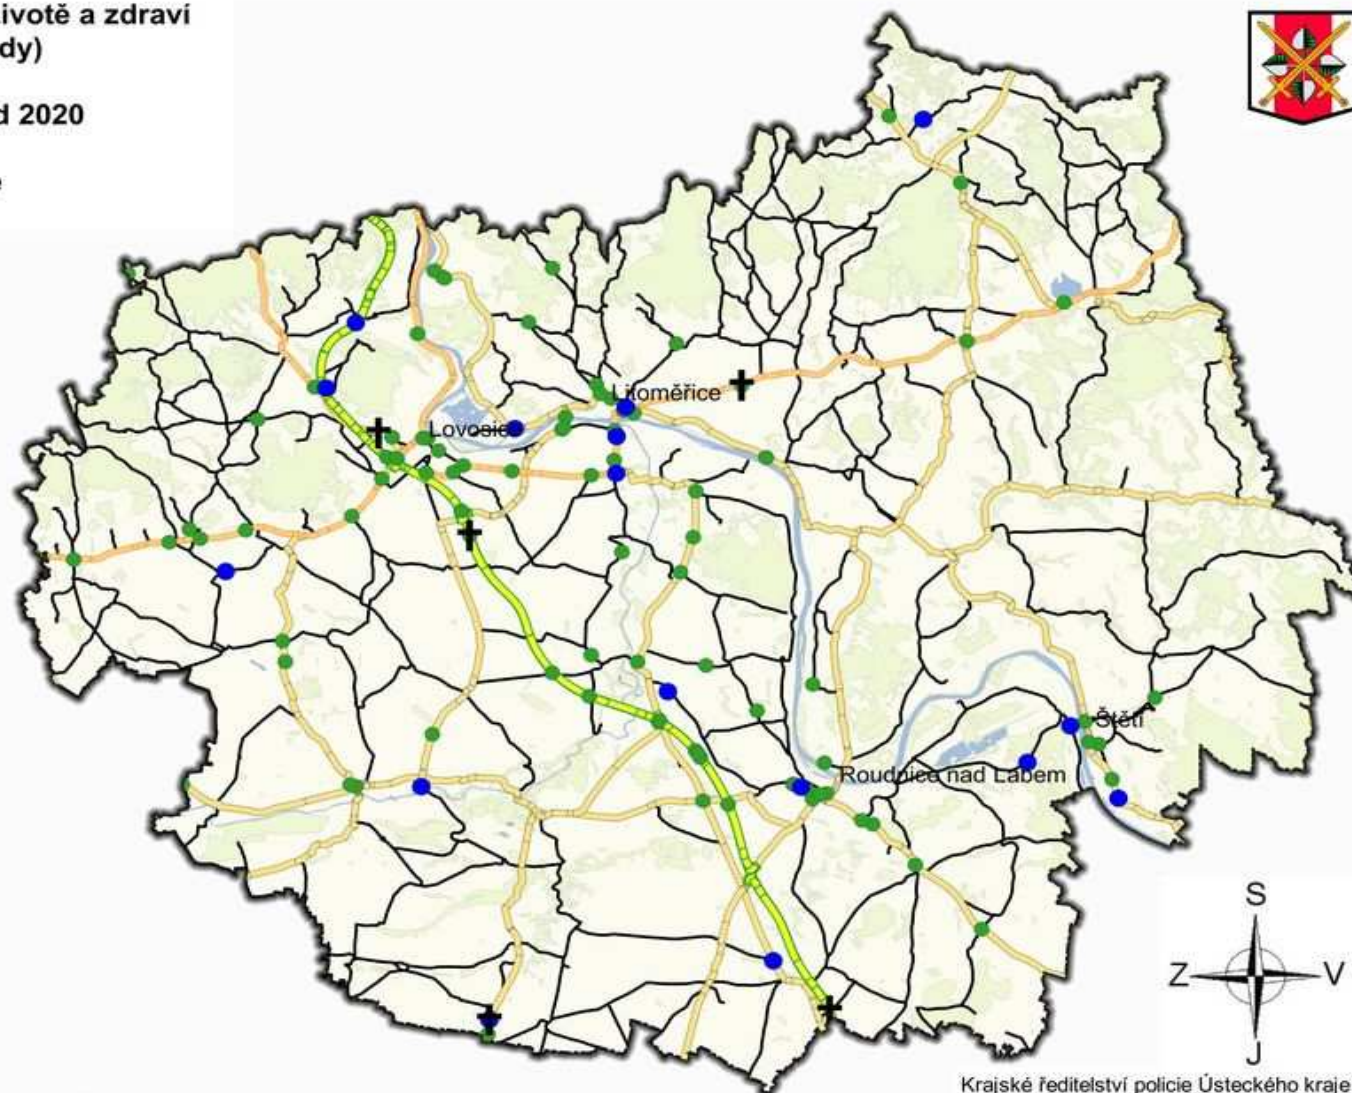 životě a zdraví
dy)
d 2020
e
Litoměřice
Lovosice
Štětí
Roudnice nad Labem
S
Z V
J
Krajské ředitelství policie Ústeckého kraje